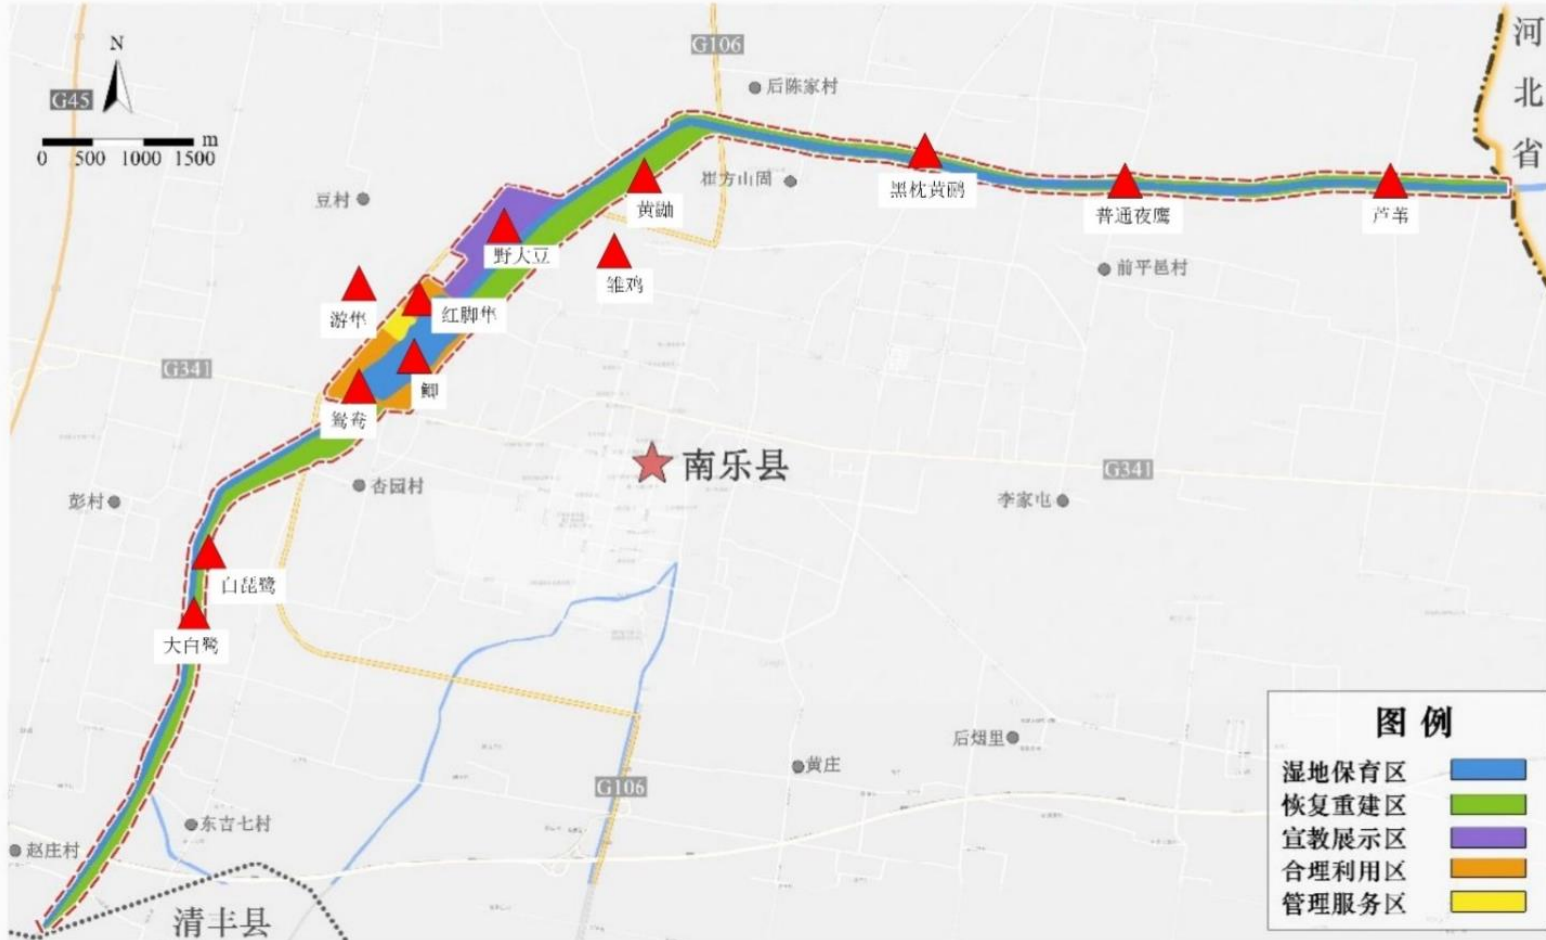 河
北
省
N
G106
后陈家村
G45
m
0 500 1000 1500
豆村
崔方山固
黑枕黄鹂
黄鼬
普通夜鹰
芦苇
野大豆
前平邑村
雉鸡
红脚隼
游隼
G341
鲫
鸳鸯
南乐县
G341
杏园村
彭村
李家屯
白琵鹭
大白鹭
后烟里
黄庄
G106
东吉七村
赵庄村
清丰县
图 例
湿地保育区
恢复重建区
宣教展示区
合理利用区
管理服务区